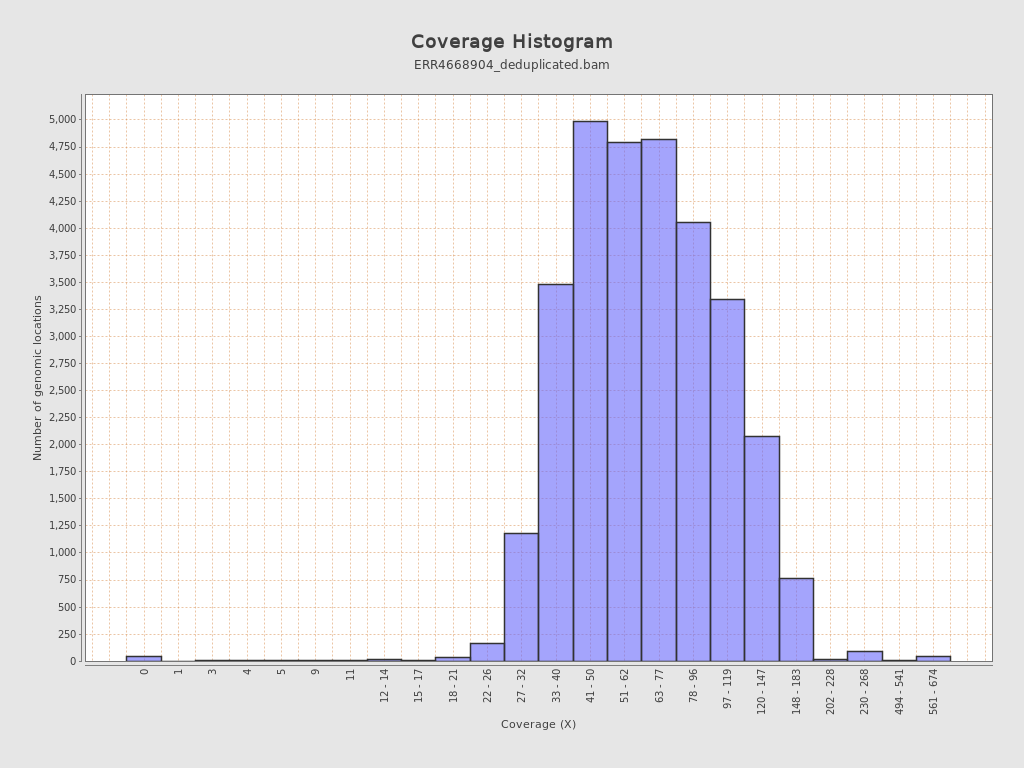 Coverage Histogram
ERR4668904_deduplicated.bam
Number of genomic locations
5,000
4,750
4,500
4,250
4,000
3,750
3,500
3,250
3,000
2,750
2,500
2,250
2,000
1,750
1,500
1,250
1,000
750
500
250
0
0
1
3
4
5
9
11
12 - 14
15 - 17
18 - 21
22 - 26
27 - 32
33 - 40
41 - 50
51 - 62
63 - 77
78 - 96
97 - 119
120 - 147
148 - 183
202 - 228
230 - 268
494 - 541
561 - 674
Coverage (X)